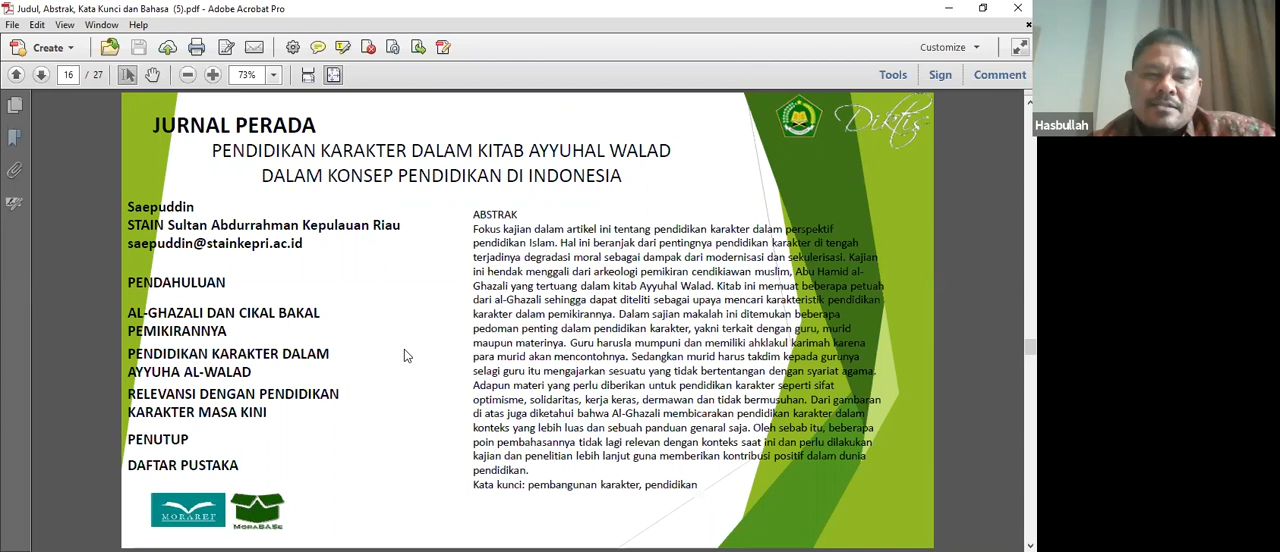 Judul, Abstrak, Kata Kunci dan Bahasa (5).pdf - Adobe Acrobat Pro
File Edit View Window Help
Create
Customize
16 / 27
73%
Tools Sign Comment
Hasbullah
Diktis
JURNAL PERADA
PENDIDIKAN KARAKTER DALAM KITAB AYYUHAL WALAD
DALAM KONSEP PENDIDIKAN DI INDONESIA
Saepuddin
STAIN Sultan Abdurrahman Kepulauan Riau
saepuddin@stainkepri.ac.id
PENDAHULUAN
AL-GHAZALI DAN CIKAL BAKAL
PEMIKIRANNYA
PENDIDIKAN KARAKTER DALAM
AYYUHA AL-WALAD
RELEVANSI DENGAN PENDIDIKAN
KARAKTER MASA KINI
PENUTUP
DAFTAR PUSTAKA
MORAREF
MORABASE
ABSTRAK
Fokus kajian dalam artikel ini tentang pendidikan karakter dalam perspektif
pendidikan Islam. Hal ini beranjak dari pentingnya pendidikan karakter di tengah
terjadinya degradasi moral sebagai dampak dari modernisasi dan sekulerisasi. Kajian
ini hendak menggali dari arkeologi pemikiran cendikiawan muslim, Abu Hamid al-
Ghazali yang tertuang dalam kitab Ayyuhal Walad. Kitab ini memuat beberapa petuah
dari al-Ghazali sehingga dapat diteliti sebagai upaya mencari karakteristik pendidikan
karakter dalam pemikirannya. Dalam sajian makalah ini ditemukan beberapa
pedoman penting dalam pendidikan karakter, yakni terkait dengan guru, murid
maupun materinya. Guru harusla mumpuni dan memiliki ahklakul karimah karena
para murid akan mencontohnya. Sedangkan murid harus takdim kepada gurunya
selagi guru itu mengajarkan sesuatu yang tidak bertentangan dengan syariat agama.
Adapun materi yang perlu diberikan untuk pendidikan karakter seperti sifat
optimisme, solidaritas, kerja keras, dermawan dan tidak bermusuhan. Dari gambaran
di atas juga diketahui bahwa Al-Ghazali membicarakan pendidikan karakter dalam
konteks yang lebih luas dan sebuah panduan genaral saja. Oleh sebab itu, beberapa
poin pembahasannya tidak lagi relevan dengan konteks saat ini dan perlu dilakukan
kajian dan penelitian lebih lanjut guna memberikan kontribusi positif dalam dunia
pendidikan.
Kata kunci: pembangunan karakter, pendidikan